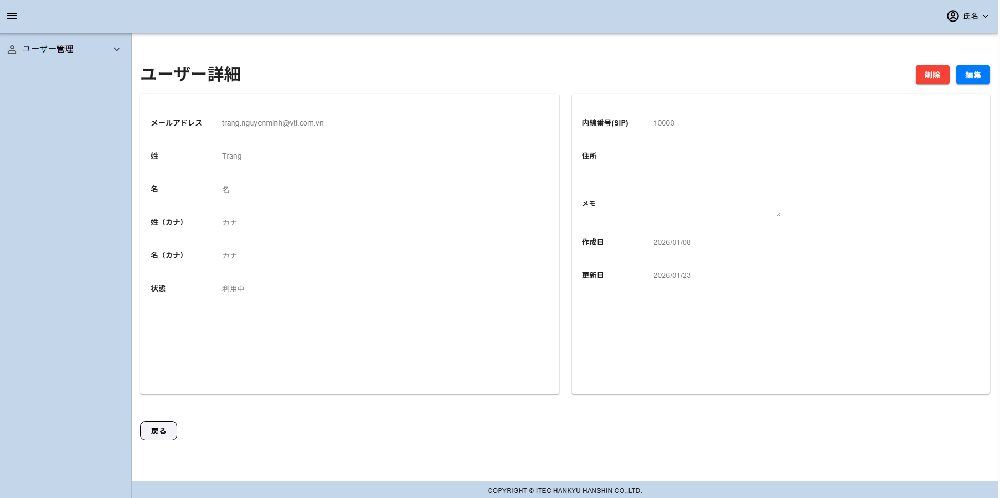 氏名
ユーザー管理
ユーザー詳細
削除
編集
メールアドレス trang.nguyenminh@vti.com.vn
姓 Trang
名 名
姓（カナ） カナ
名（カナ） カナ
状態 利用中
内線番号(SIP) 10000
住所
メモ
作成日 2026/01/08
更新日 2026/01/23
戻る
COPYRIGHT © ITEC HANKYU HANSHIN CO.,LTD.